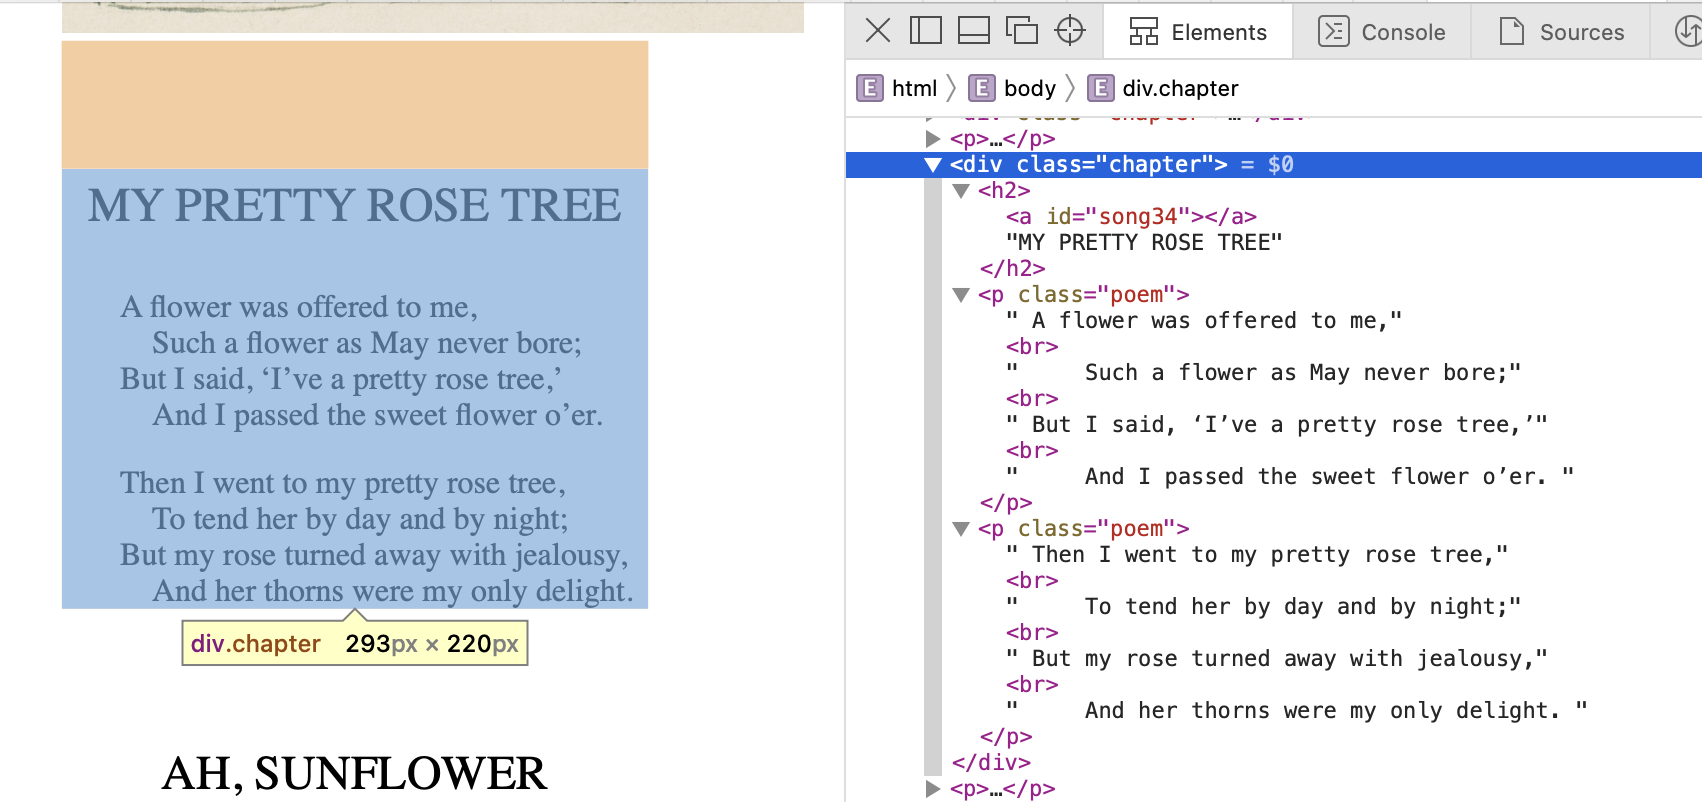 MY PRETTY ROSE TREE
A flower was offered to me,
Such a flower as May never bore;
But I said, ‘I’ve a pretty rose tree,’
And I passed the sweet flower o’er.
Then I went to my pretty rose tree,
To tend her by day and by night;
But my rose turned away with jealousy,
And her thorns were my only delight.
div.chapter 293px × 220px
AH, SUNFLOWER
Elements Console Sources
E html E body E div.chapter
<p>…</p>
<div class="chapter"> = $0
<h2>
<a id="song34"></a>
"MY PRETTY ROSE TREE"
</h2>
<p class="poem">
" A flower was offered to me,"
<br>
"     Such a flower as May never bore;"
<br>
" But I said, ‘I’ve a pretty rose tree,’"
<br>
"     And I passed the sweet flower o’er. "
</p>
<p class="poem">
" Then I went to my pretty rose tree,"
<br>
"     To tend her by day and by night;"
<br>
" But my rose turned away with jealousy,"
<br>
"     And her thorns were my only delight. "
</p>
</div>
<p>…</p>